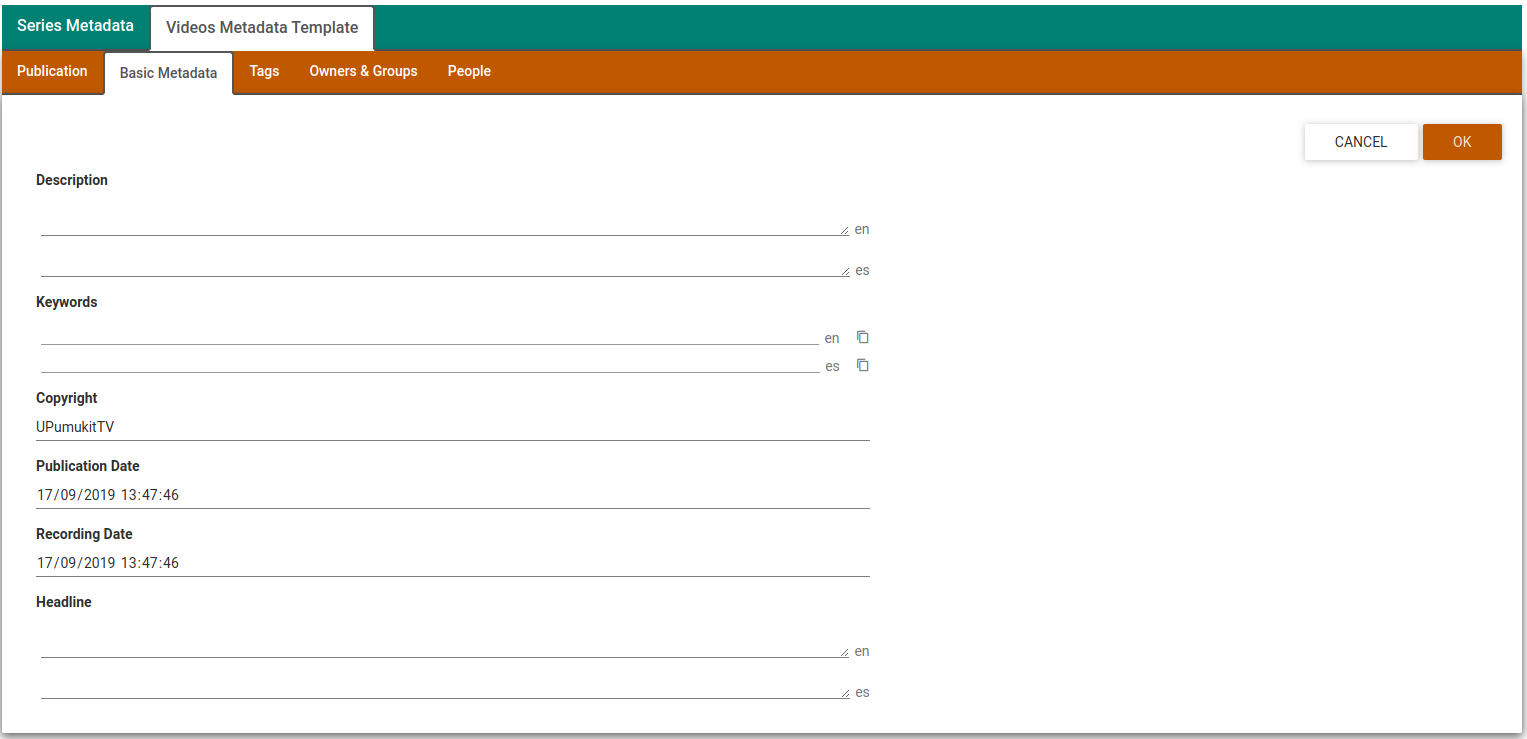 Series Metadata Videos Metadata Template
Publication Basic Metadata Tags Owners & Groups People
CANCEL OK
Description
en
es
Keywords
en
es
Copyright
UPumukitTV
Publication Date
17/09/2019 13:47:46
Recording Date
17/09/2019 13:47:46
Headline
en
es